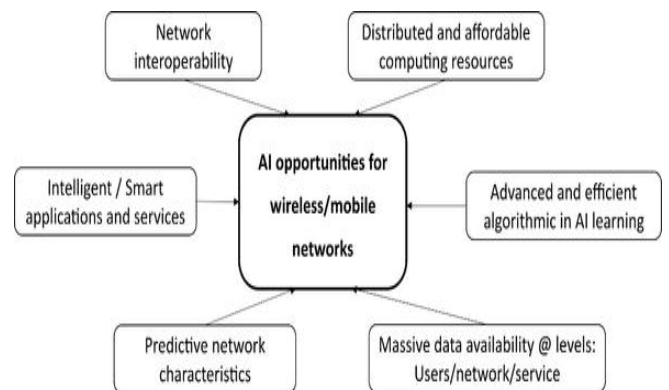 Network
interoperability
Distributed and affordable
computing resources
AI opportunities for
wireless/mobile
networks
Intelligent / Smart
applications and services
Advanced and efficient
algorithmic in AI learning
Predictive network
characteristics
Massive data availability @ levels:
Users/network/service